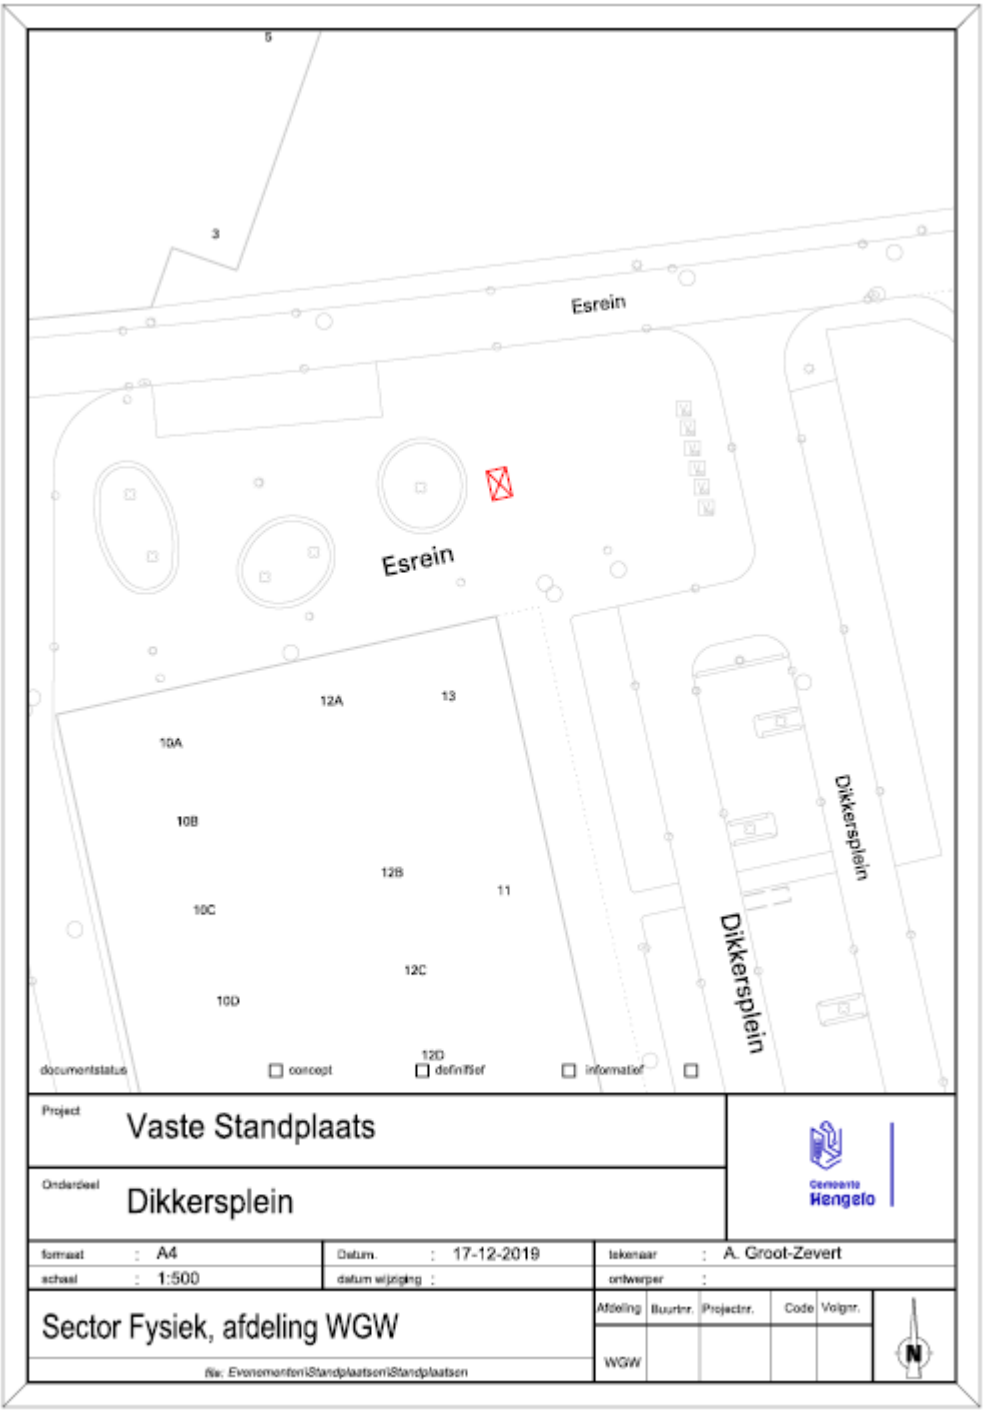 5
3
Esrein
Esrein
12A
13
10A
10B
12B
11
10C
12C
10D
12D
Dikkersplein
Dikkersplein
documentstatus
concept
definitief
informatief
Project
Vaste Standplaats
Onderdeel
Dikkersplein
Gemeente
Hengelo
formaat : A4
Datum. : 17-12-2019
tekenaar : A. Groot-Zevert
schaal : 1:500
datum wijziging :
ontwerper :
Sector Fysiek, afdeling WGW
Afdeling Buurtnr. Projectnr. Code Volgnr.
WGW
N
file: Evenementen\Standplaatsen\Standplaatsen